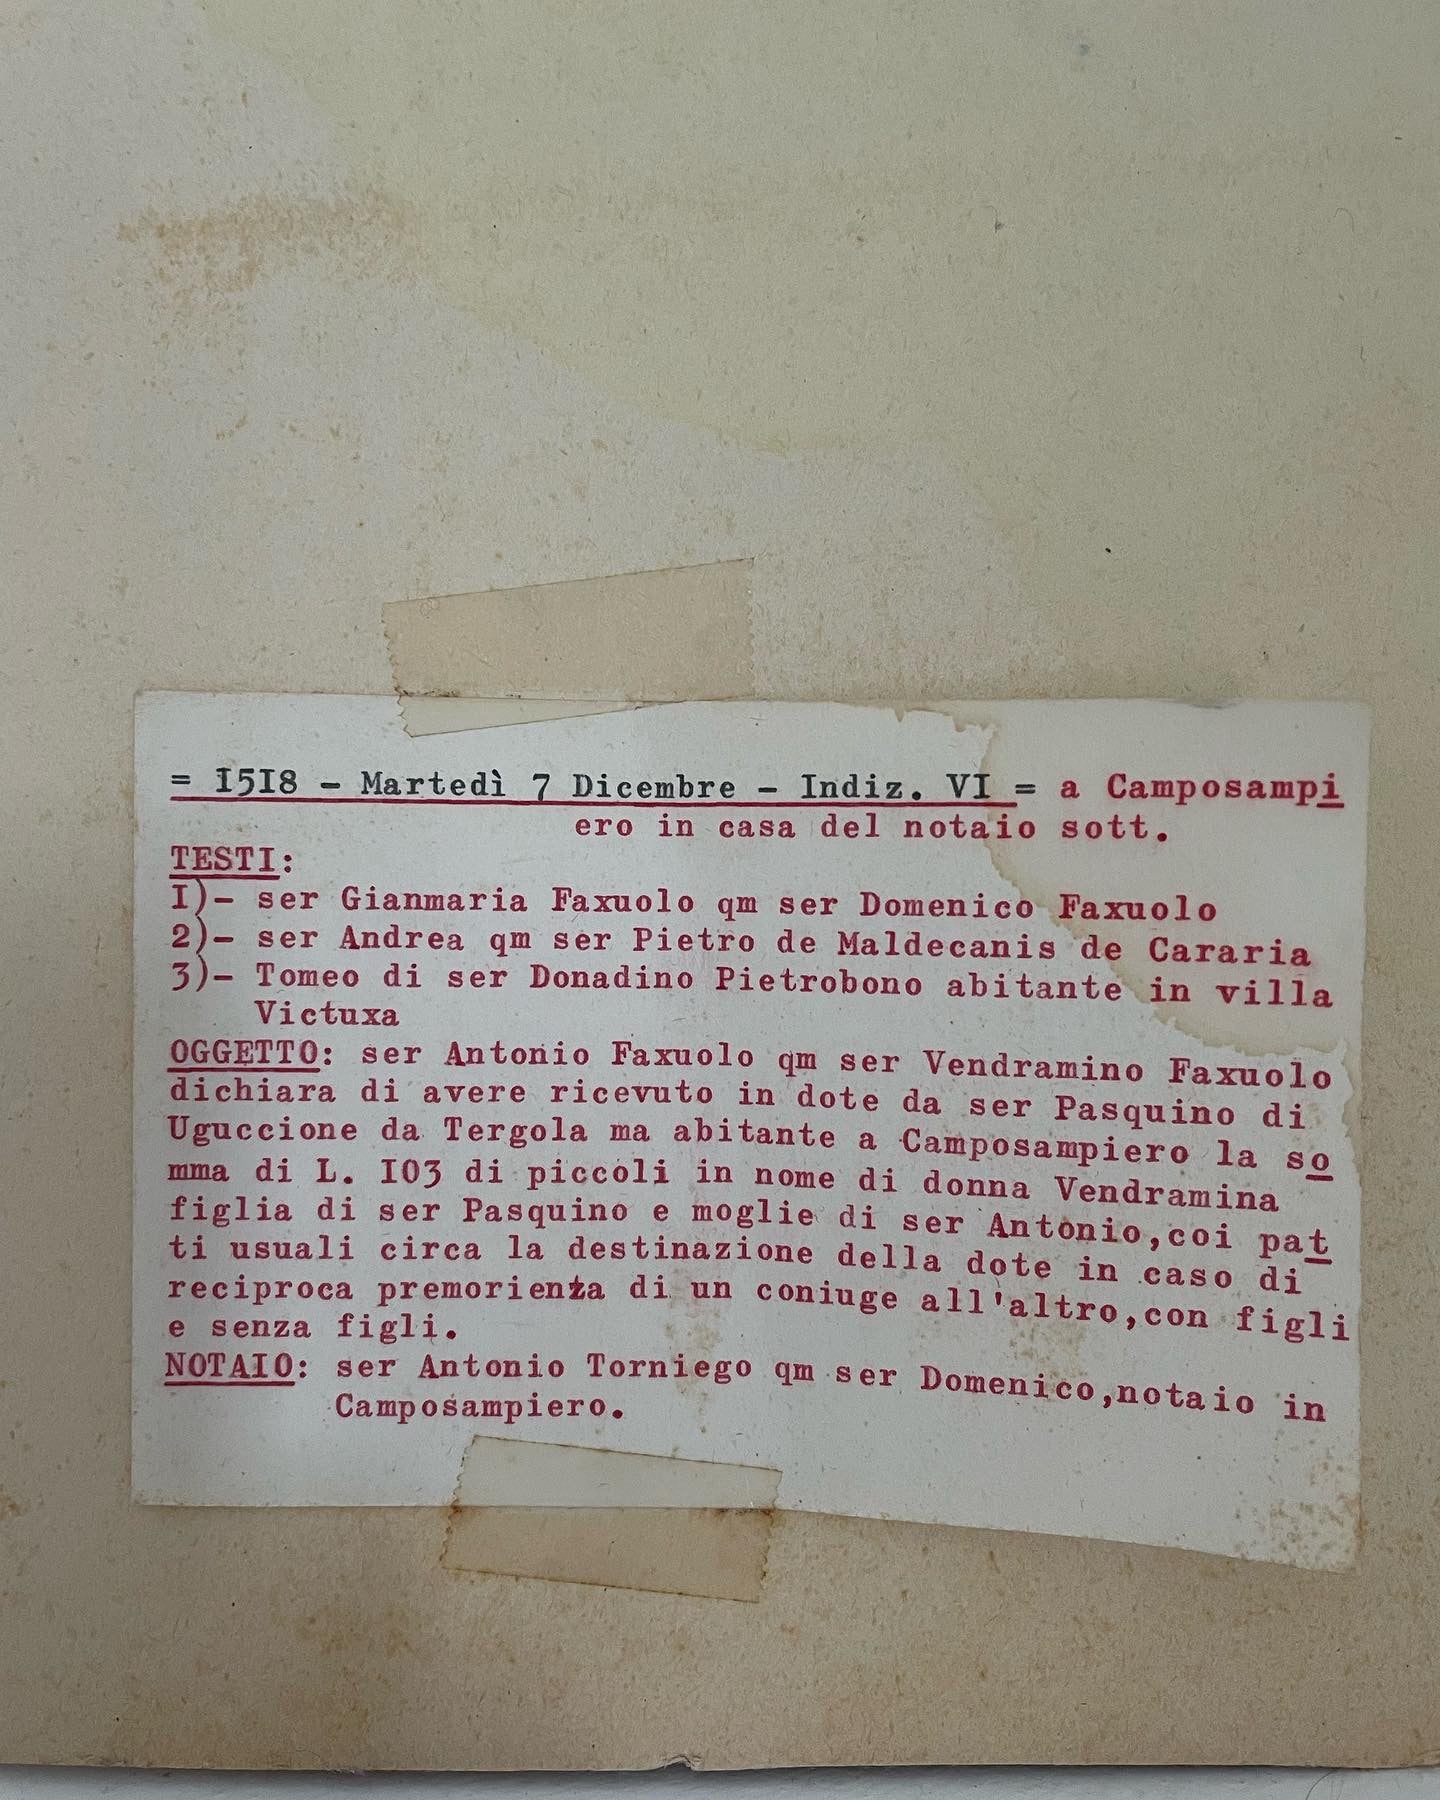 = I5I8 - Martedì 7 Dicembre - Indiz. VI = a Camposampi
ero in casa del notaio sott.
TESTI:
I)- ser Gianmaria Faxuolo qm ser Domenico Faxuolo
2)- ser Andrea qm ser Pietro de Maldecanis de Cararia
3)- Tomeo di ser Donadino Pietrobono abitante in villa
Victuxa
OGGETTO: ser Antonio Faxuolo qm ser Vendramino Faxuolo
dichiara di avere ricevuto in dote da ser Pasquino di
Uguccione da Tergola ma abitante a Camposampiero la so
mma di L. I03 di piccoli in nome di donna Vendramina
figlia di ser Pasquino e moglie di ser Antonio,coi pat
ti usuali circa la destinazione della dote in caso di
reciproca premorienza di un coniuge all'altro,con figli
e senza figli.
NOTAIO: ser Antonio Torniego qm ser Domenico,notaio in
Camposampiero.